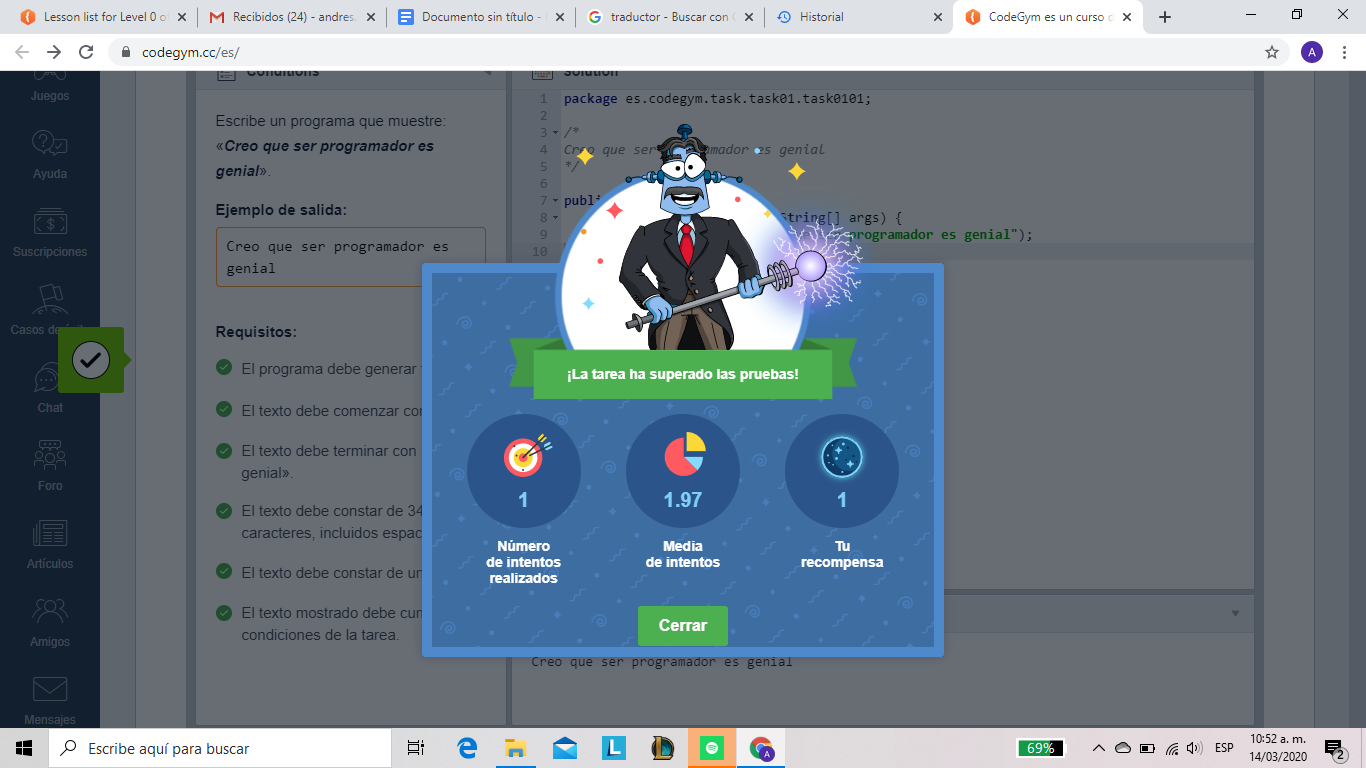 Lesson list for Level 0 o
Recibidos (24) - andres
Documento sin título -
traductor - Buscar con
Historial
CodeGym es un curso d
codegym.cc/es/
A
Juegos
Ayuda
Suscripciones
Casos de
Chat
Foro
Artículos
Amigos
Mensajes
Conditions
Escribe un programa que muestre:
«Creo que ser programador es
genial».
Ejemplo de salida:
Creo que ser programador es
genial
Requisitos:
El programa debe generar
El texto debe comenzar co
El texto debe terminar con
genial».
El texto debe constar de 34
caracteres, incluidos espac
El texto debe constar de un
El texto mostrado debe cum
condiciones de la tarea.
Solution
1 package es.codegym.task.task01.task0101;
2
3 /*
4 Creo que ser programador es genial
5 */
6
7 publi
8 String[] args) {
9 programador es genial");
10
¡La tarea ha superado las pruebas!
1
Número
de intentos
realizados
1.97
Media
de intentos
1
Tu
recompensa
Cerrar
Creo que ser programador es genial
Escribe aquí para buscar
69%
ESP
10:52 a. m.
14/03/2020
2